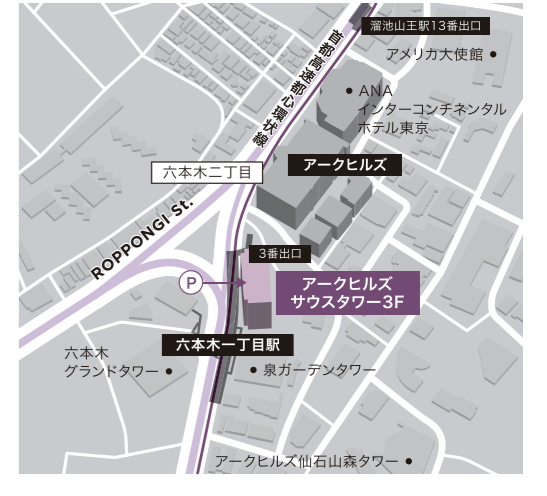 溜池山王駅13番出口
アメリカ大使館
首都高速都心環状線
ANA
インターコンチネンタル
ホテル東京
アークヒルズ
六本木二丁目
ROPPONGI St.
3番出口
P
アークヒルズ
サウスタワー3F
六本木一丁目駅
六本木
グランドタワー
泉ガーデンタワー
アークヒルズ仙石山森タワー